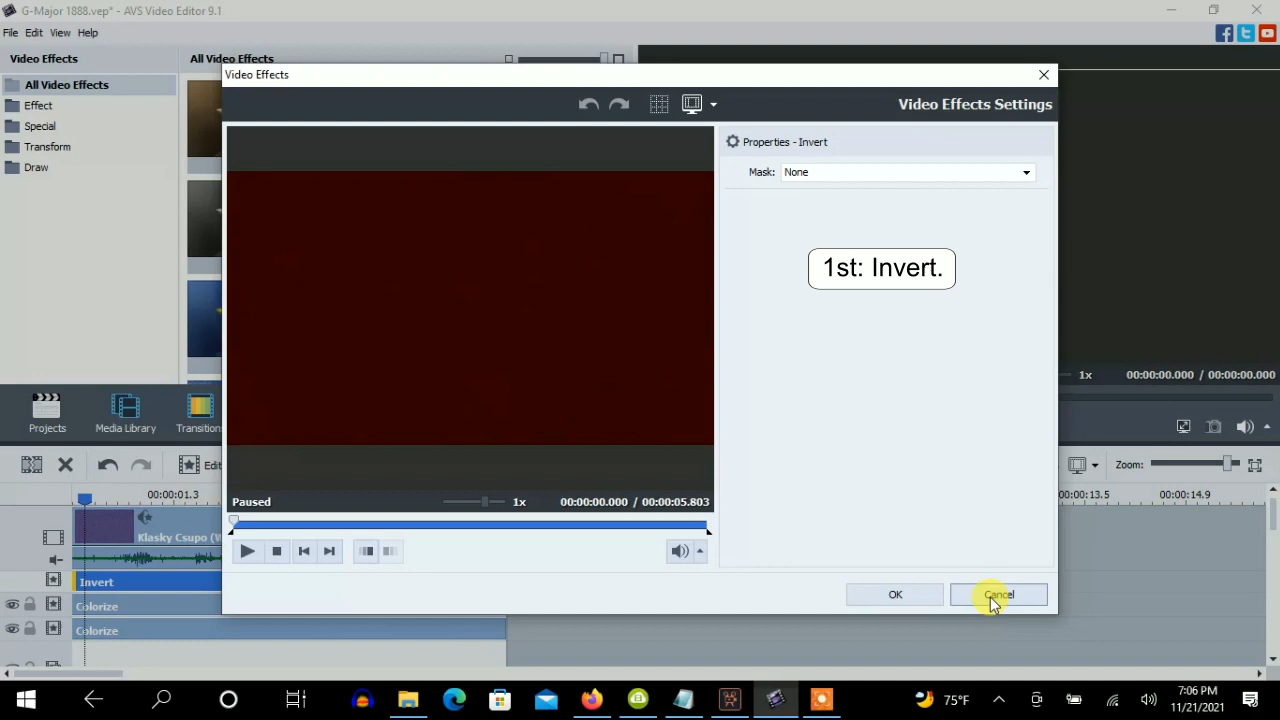 G-Major 1888.vep* - AVS Video Editor 9.1
File Edit View Help
Video Effects
All Video Effects
All Video Effects
Effect
Special
Transform
Draw
Video Effects
Video Effects Settings
Properties - Invert
Mask: None
1st: Invert.
Paused 1x 00:00:00.000 / 00:00:05.803
OK
Cancel
1x 00:00:00.000 / 00:00:00.000
Projects
Media Library
Zoom:
00:00:01.3
00:00:13.5
00:00:14.9
Klasky Csupo
Invert
Colorize
Colorize
75°F
7:06 PM
11/21/2021